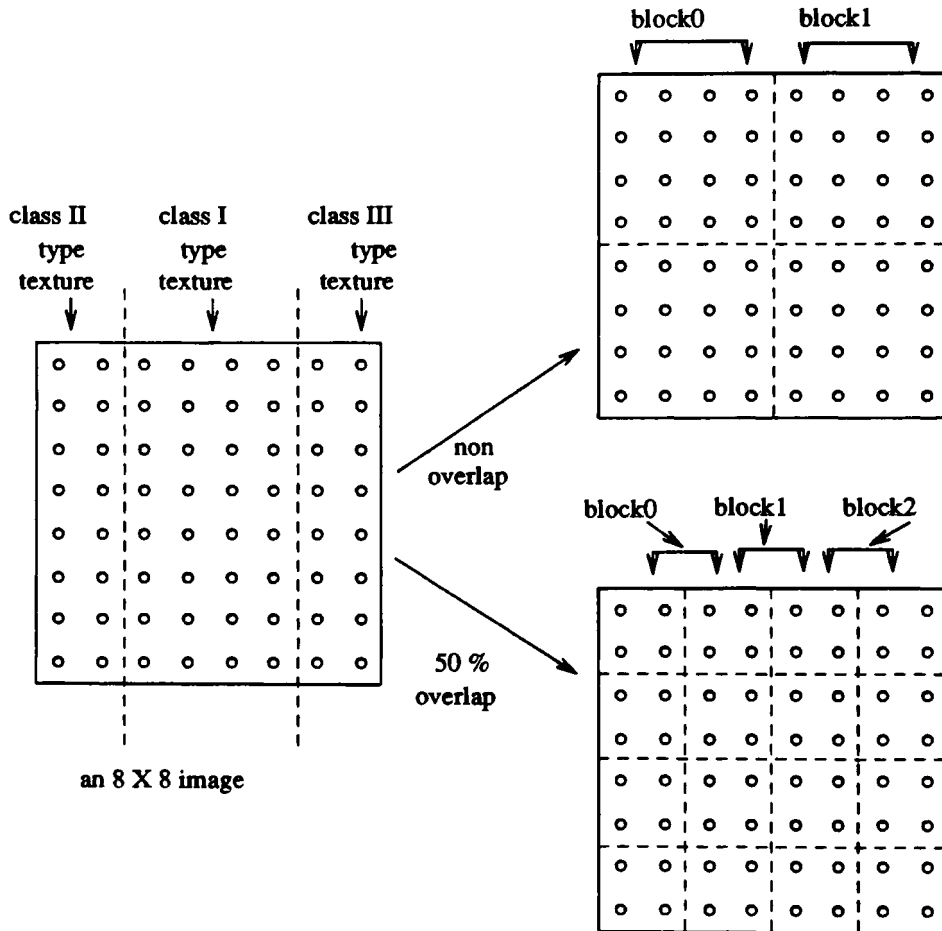 block0 block1
class II class I class III
type type type
texture texture texture
non
overlap
block0 block1 block2
50 %
overlap
an 8 X 8 image